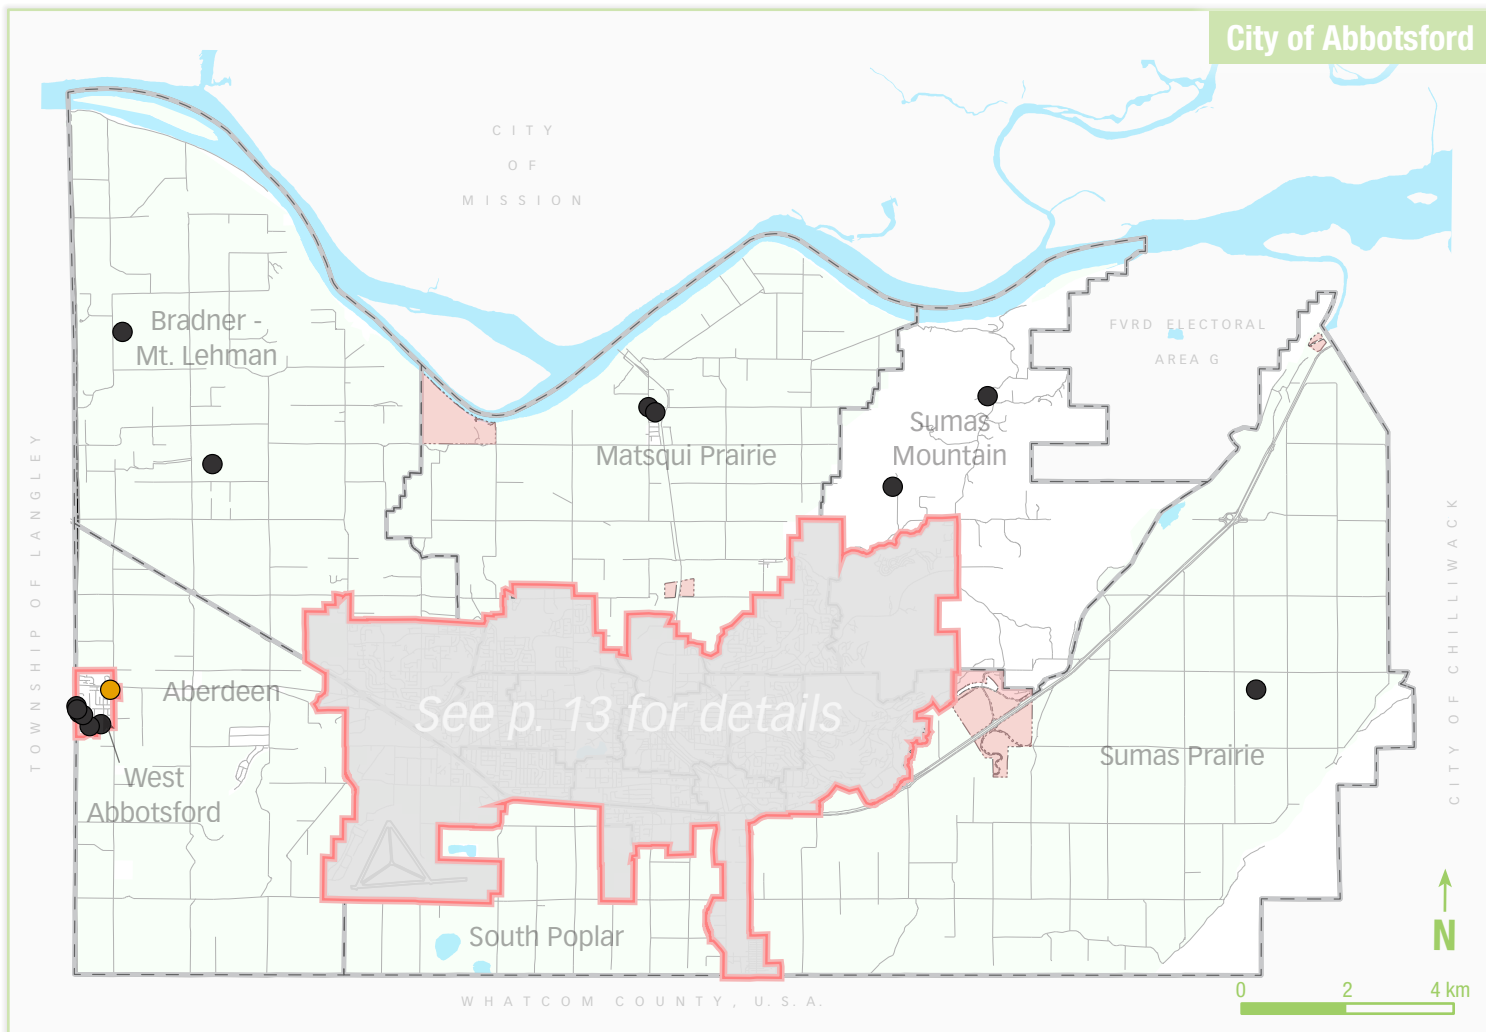 City of Abbotsford
CITY
OF
MISSION
Bradner -
Mt. Lehman
FVRD ELECTORAL
AREA G
Sumas
Mountain
Matsqui Prairie
TOWNSHIP OF LANGLEY
CITY OF CHILLIWACK
Aberdeen
See p. 13 for details
Sumas Prairie
West
Abbotsford
South Poplar
N
WHATCOM COUNTY, U.S.A.
0 2 4 km